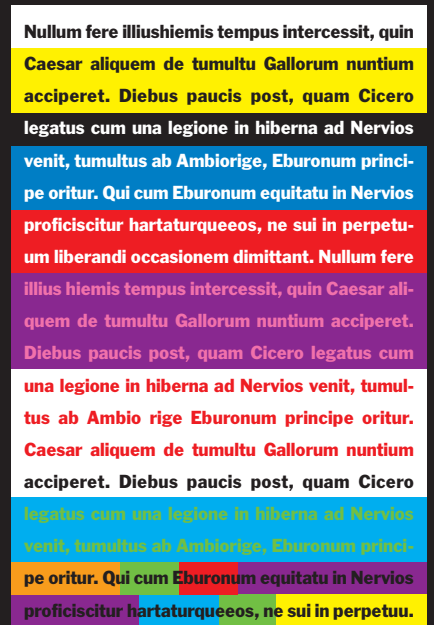 Nullum fere illiushiemis tempus intercessit, quin
Caesar aliquem de tumultu Gallorum nuntium
acciperet. Diebus paucis post, quam Cicero
legatus cum una legione in hiberna ad Nervios
venit, tumultus ab Ambiorige, Eburonum princi-
pe oritur. Qui cum Eburonum equitatu in Nervios
proficiscitur hartaturqueeos, ne sui in perpetu-
um liberandi occasionem dimittant. Nullum fere
illius hiemis tempus intercessit, quin Caesar ali-
quem de tumultu Gallorum nuntium acciperet.
Diebus paucis post, quam Cicero legatus cum
una legione in hiberna ad Nervios venit, tumul-
tus ab Ambio rige Eburonum principe oritur.
Caesar aliquem de tumultu Gallorum nuntium
acciperet. Diebus paucis post, quam Cicero
legatus cum una legione in hiberna ad Nervios
venit, tumultus ab Ambiorige, Eburonum princi-
pe oritur. Qui cum Eburonum equitatu in Nervios
proficiscitur hartaturqueeos, ne sui in perpetuu.